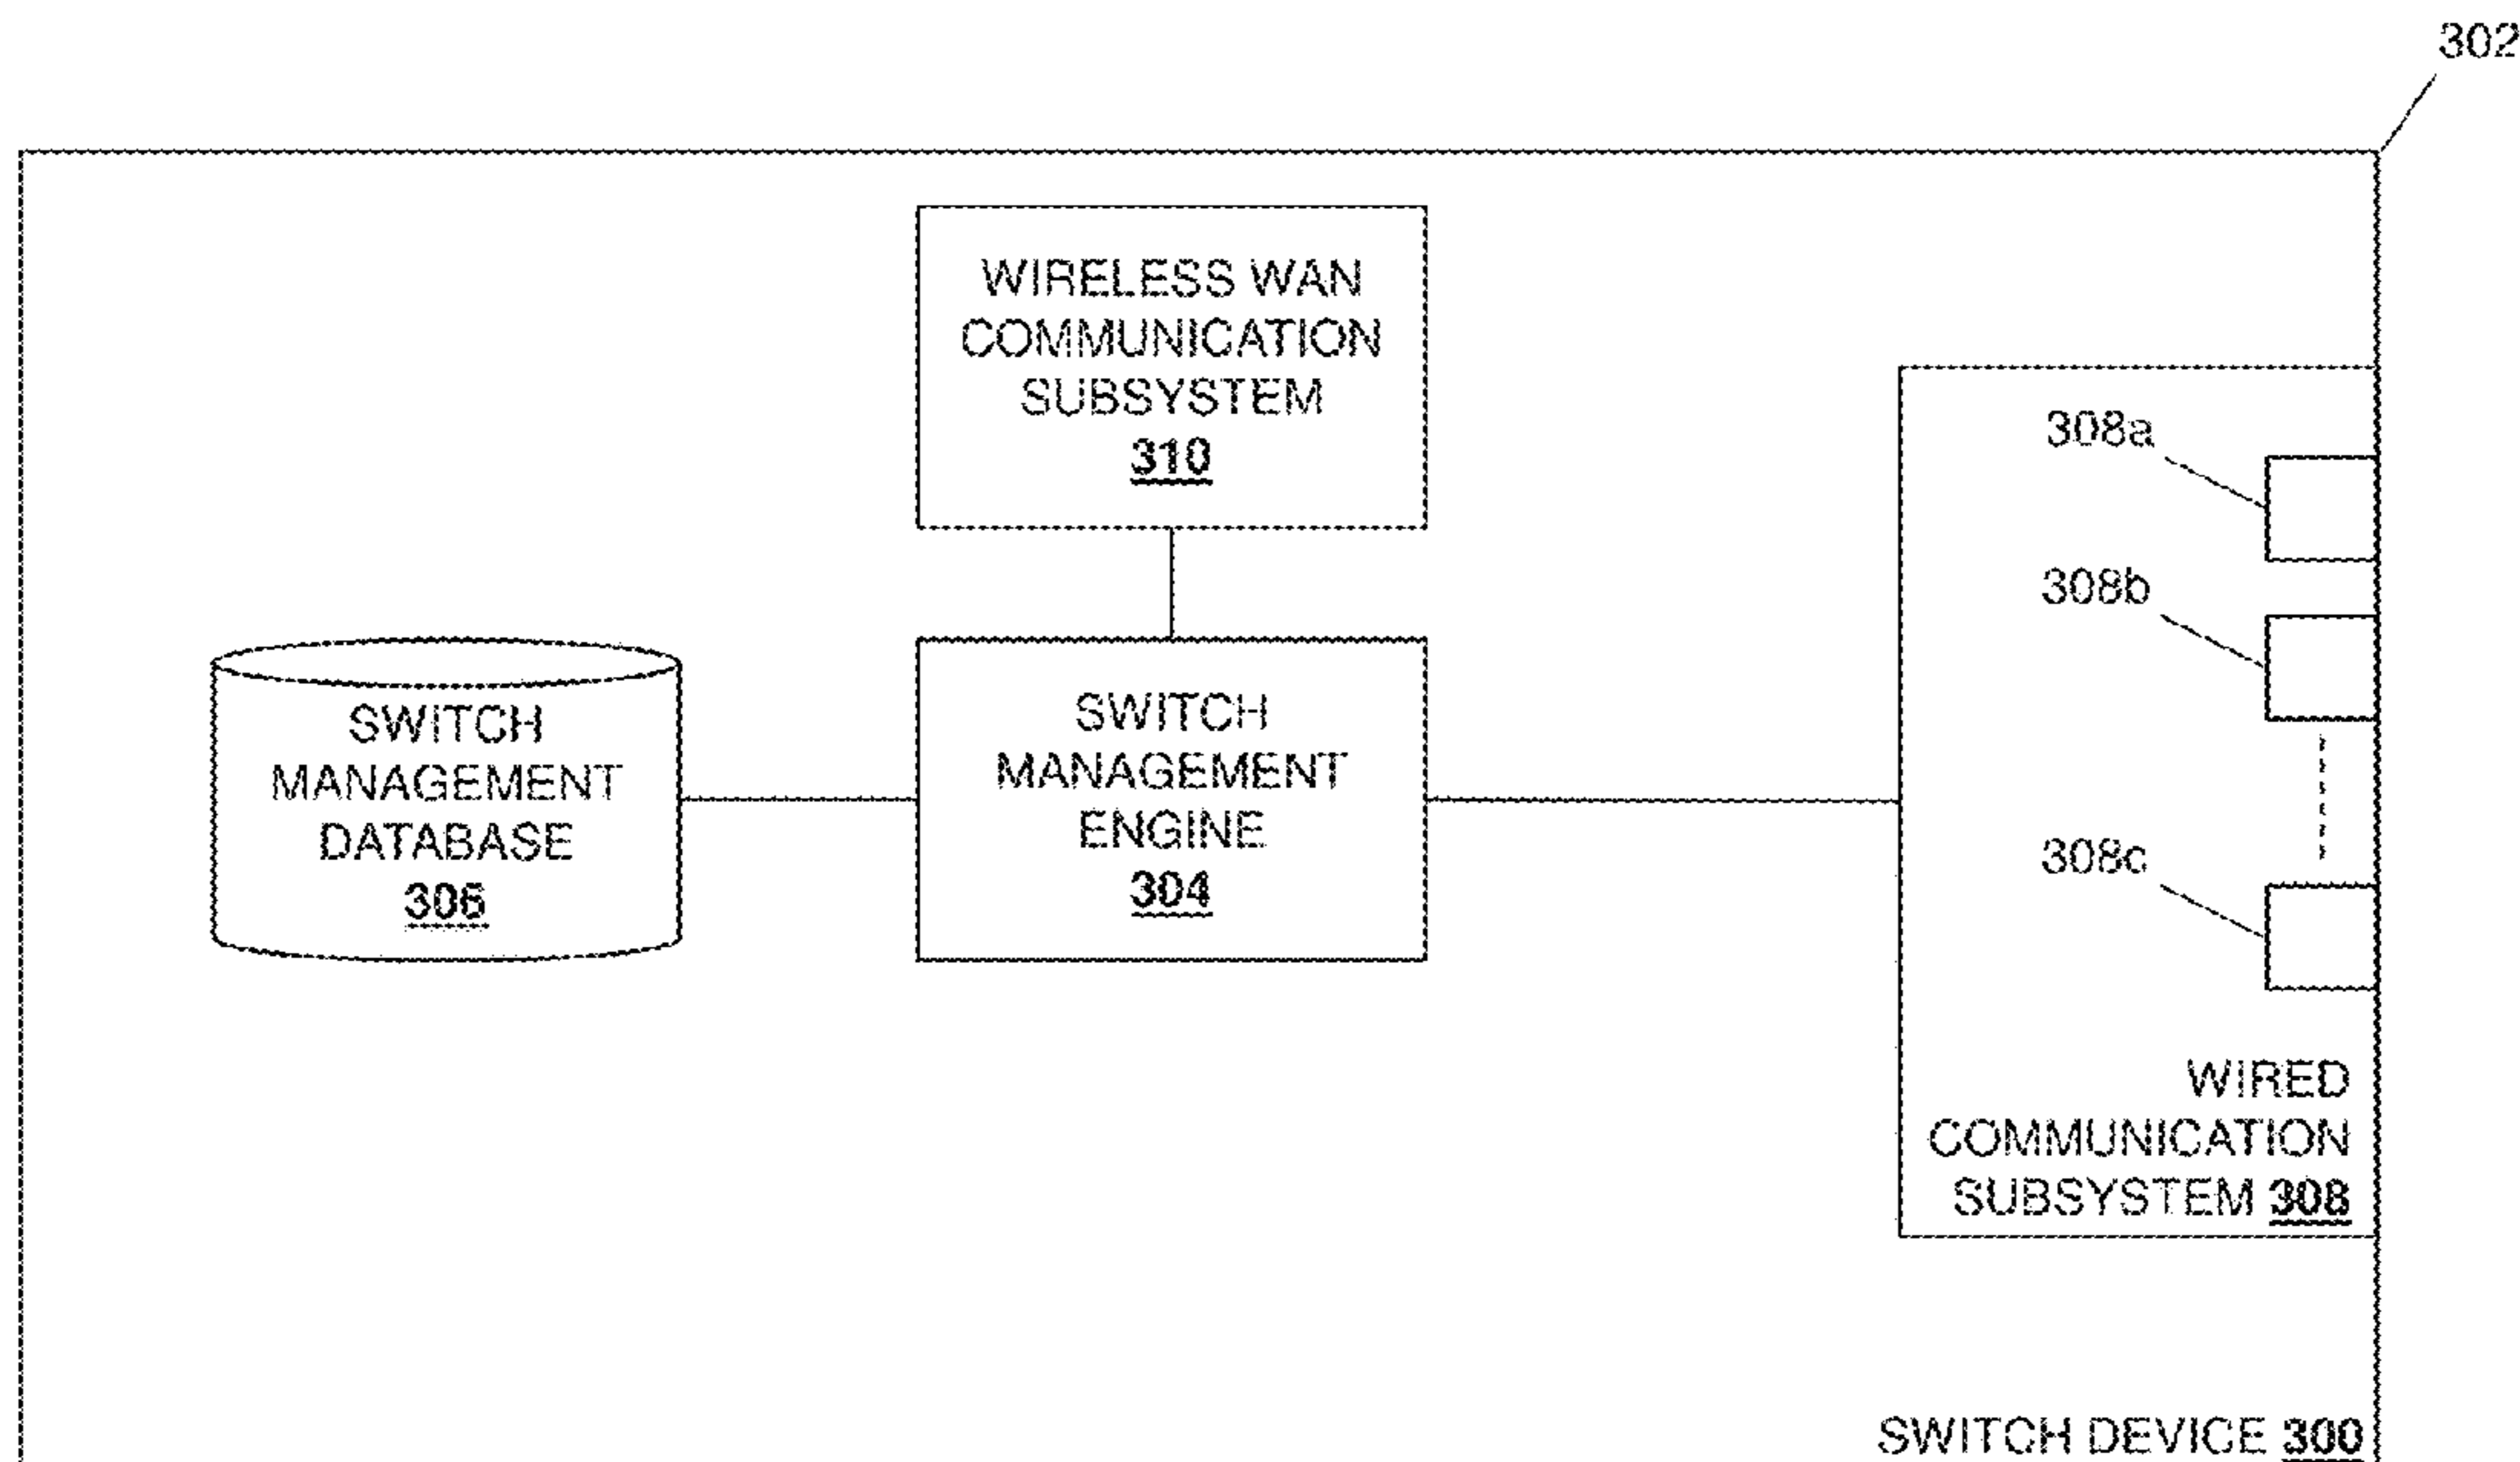 302
WIRELESS WAN
COMMUNICATION
SUBSYSTEM
310
308a
308b
SWITCH
MANAGEMENT
DATABASE
306
SWITCH
MANAGEMENT
ENGINE
304
308c
WIRED
COMMUNICATION
SUBSYSTEM 308
SWITCH DEVICE 300